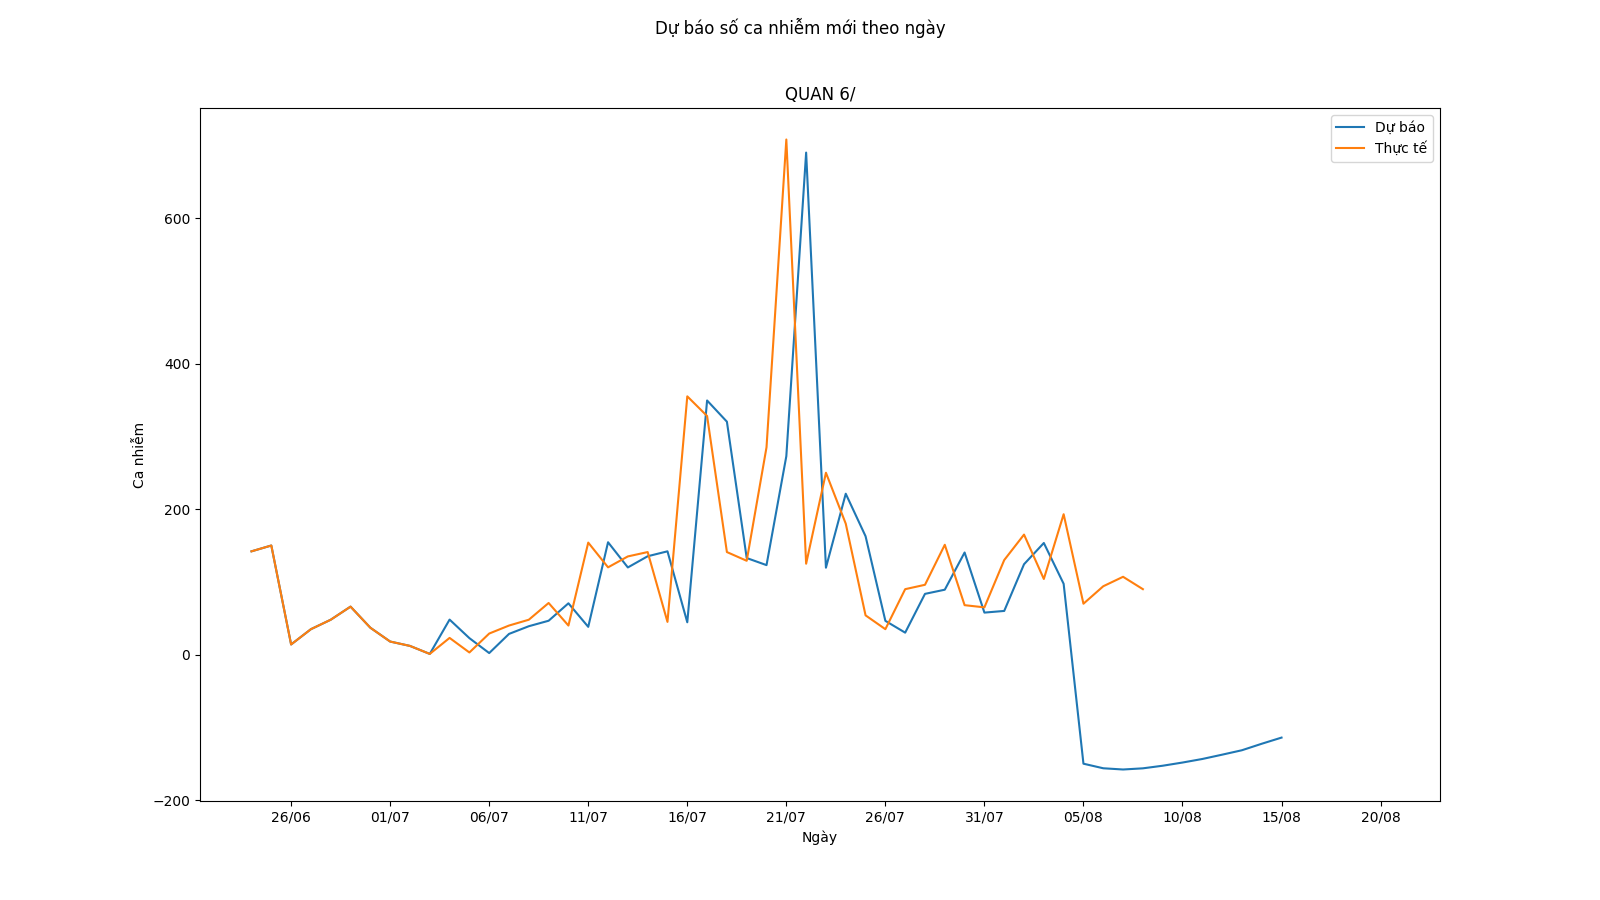 Dự báo số ca nhiễm mới theo ngày
QUAN 6/
Dự báo
Thực tế
600
400
200
0
−200
Ca nhiễm
26/06 01/07 06/07 11/07 16/07 21/07 26/07 31/07 05/08 10/08 15/08 20/08
Ngày